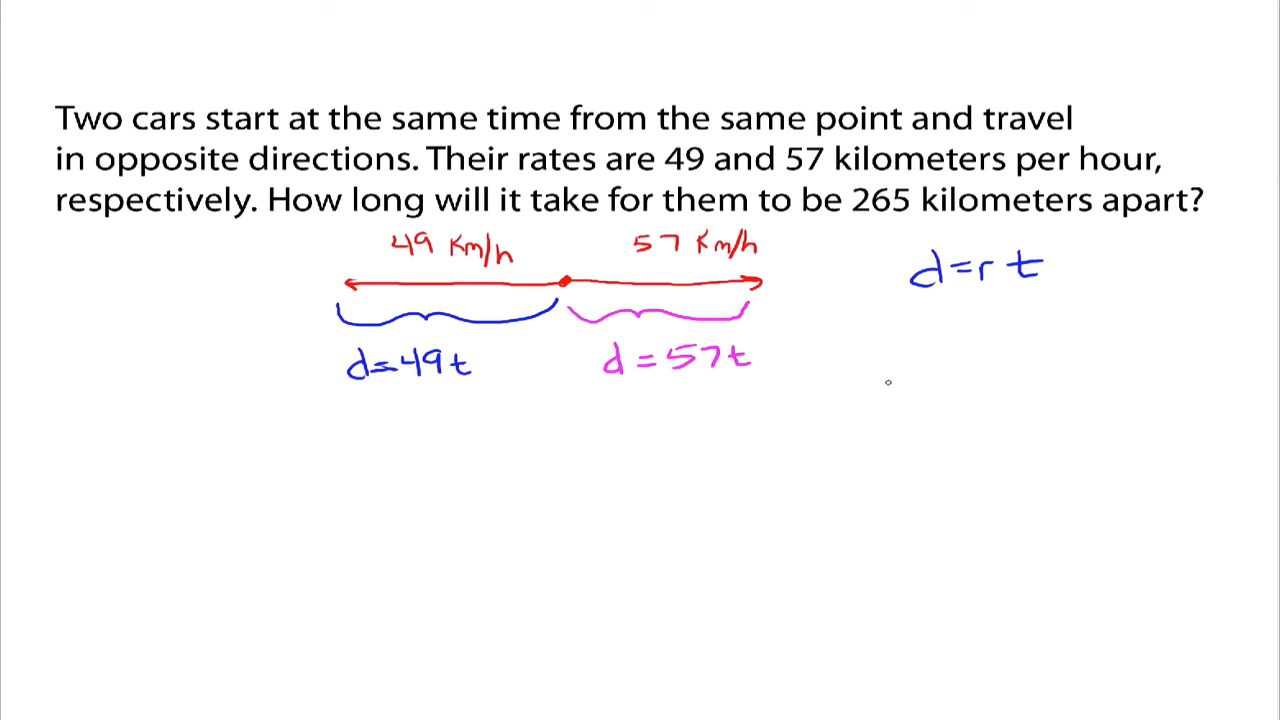 Two cars start at the same time from the same point and travel
in opposite directions. Their rates are 49 and 57 kilometers per hour,
respectively. How long will it take for them to be 265 kilometers apart?
49 Km/h 57 Km/h
d=r t
d=49t d=57t